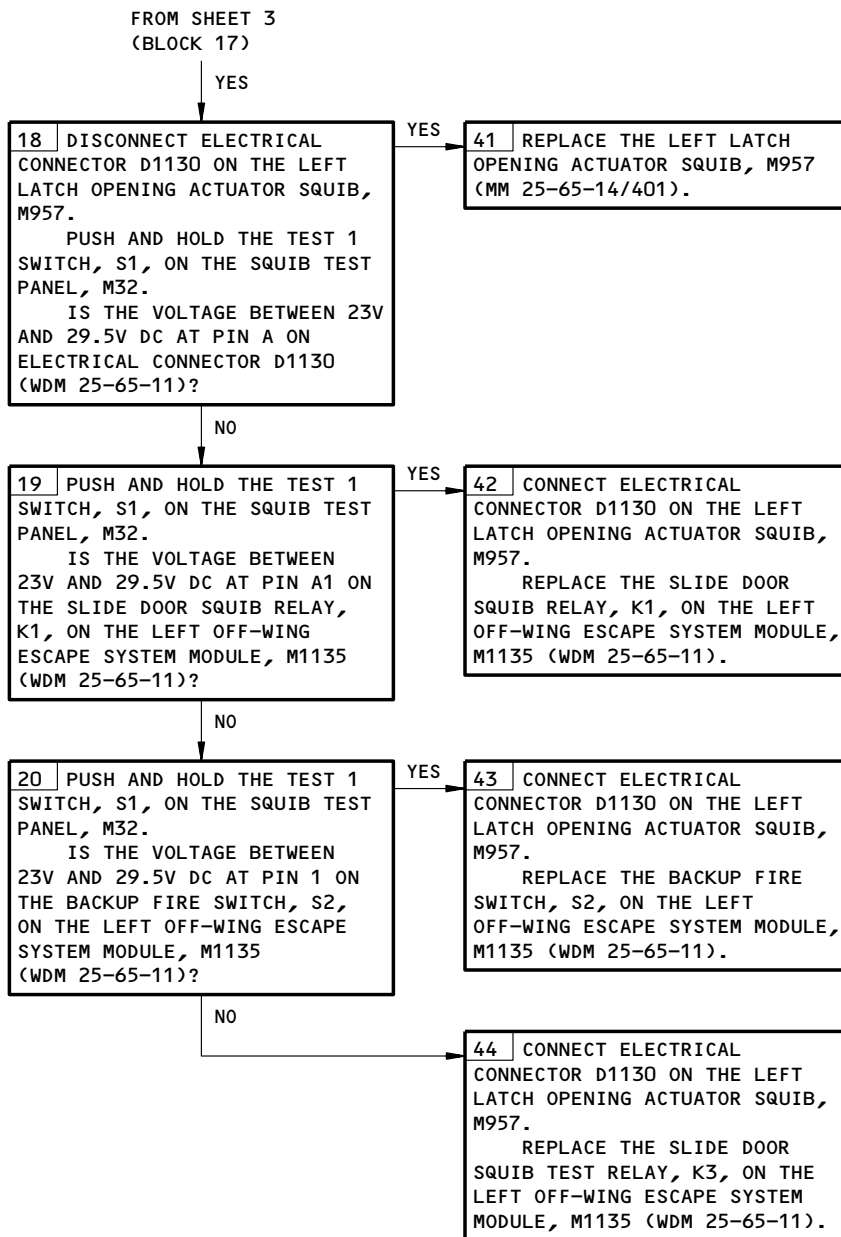 FROM SHEET 3
(BLOCK 17)
YES
18 DISCONNECT ELECTRICAL
CONNECTOR D1130 ON THE LEFT
LATCH OPENING ACTUATOR SQUIB,
M957.
PUSH AND HOLD THE TEST 1
SWITCH, S1, ON THE SQUIB TEST
PANEL, M32.
IS THE VOLTAGE BETWEEN 23V
AND 29.5V DC AT PIN A ON
ELECTRICAL CONNECTOR D1130
(WDM 25-65-11)?
YES
41 REPLACE THE LEFT LATCH
OPENING ACTUATOR SQUIB, M957
(MM 25-65-14/401).
NO
19 PUSH AND HOLD THE TEST 1
SWITCH, S1, ON THE SQUIB TEST
PANEL, M32.
IS THE VOLTAGE BETWEEN
23V AND 29.5V DC AT PIN A1 ON
THE SLIDE DOOR SQUIB RELAY,
K1, ON THE LEFT OFF-WING
ESCAPE SYSTEM MODULE, M1135
(WDM 25-65-11)?
YES
42 CONNECT ELECTRICAL
CONNECTOR D1130 ON THE LEFT
LATCH OPENING ACTUATOR SQUIB,
M957.
REPLACE THE SLIDE DOOR
SQUIB RELAY, K1, ON THE LEFT
OFF-WING ESCAPE SYSTEM MODULE,
M1135 (WDM 25-65-11).
NO
20 PUSH AND HOLD THE TEST 1
SWITCH, S1, ON THE SQUIB TEST
PANEL, M32.
IS THE VOLTAGE BETWEEN
23V AND 29.5V DC AT PIN 1 ON
THE BACKUP FIRE SWITCH, S2,
ON THE LEFT OFF-WING ESCAPE
SYSTEM MODULE, M1135
(WDM 25-65-11)?
YES
43 CONNECT ELECTRICAL
CONNECTOR D1130 ON THE LEFT
LATCH OPENING ACTUATOR SQUIB,
M957.
REPLACE THE BACKUP FIRE
SWITCH, S2, ON THE LEFT
OFF-WING ESCAPE SYSTEM MODULE,
M1135 (WDM 25-65-11).
NO
44 CONNECT ELECTRICAL
CONNECTOR D1130 ON THE LEFT
LATCH OPENING ACTUATOR SQUIB,
M957.
REPLACE THE SLIDE DOOR
SQUIB TEST RELAY, K3, ON THE
LEFT OFF-WING ESCAPE SYSTEM
MODULE, M1135 (WDM 25-65-11).